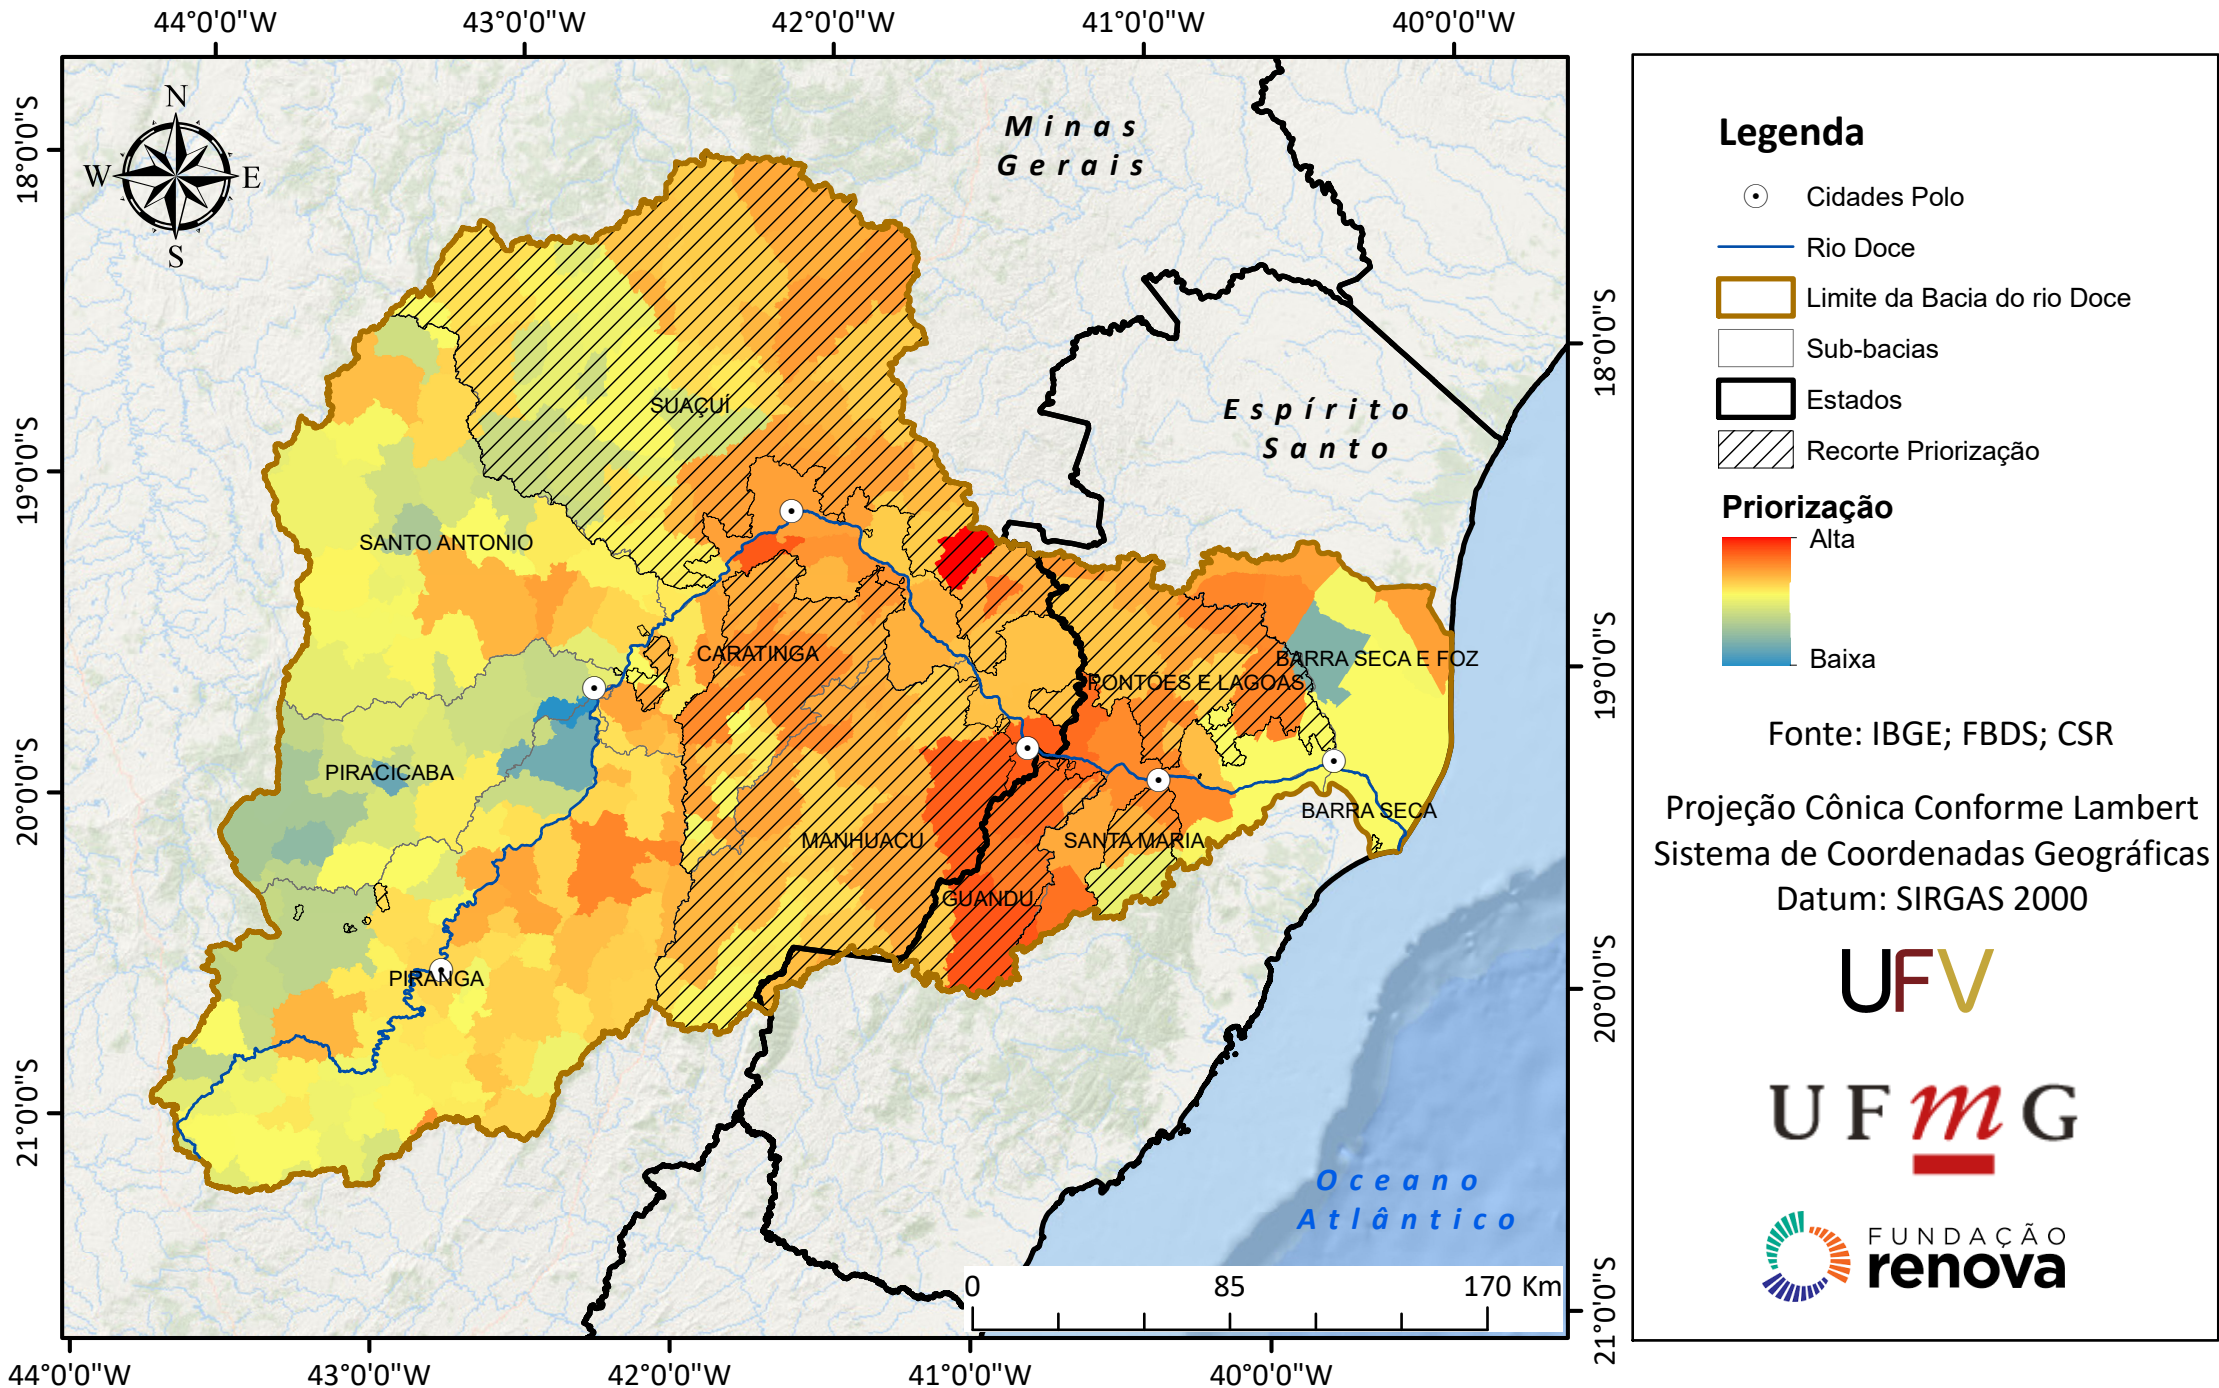 44°0'0"W 43°0'0"W 42°0'0"W 41°0'0"W 40°0'0"W
18°0'0"S
19°0'0"S
20°0'0"S
21°0'0"S
N
W E
S
Minas
Gerais
Espírito
Santo
SUAÇUÍ
SANTO ANTONIO
CARATINGA
BARRA SECA E FOZ
PONTÕES E LAGOAS
PIRACICABA
BARRA SECA
MANHUACU
SANTA MARIA
GUANDU
PIRANGA
Oceano
Atlântico
0 85 170 Km
18°0'0"S
19°0'0"S
20°0'0"S
21°0'0"S
44°0'0"W 43°0'0"W 42°0'0"W 41°0'0"W 40°0'0"W
Legenda
Cidades Polo
Rio Doce
Limite da Bacia do rio Doce
Sub-bacias
Estados
Recorte Priorização
Priorização
Alta
Baixa
Fonte: IBGE; FBDS; CSR
Projeção Cônica Conforme Lambert
Sistema de Coordenadas Geográficas
Datum: SIRGAS 2000
UFV
UFmG
FUNDAÇÃO
renova